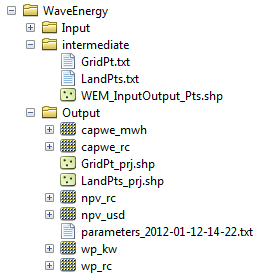 WaveEnergy
Input
intermediate
GridPt.txt
LandPts.txt
WEM_InputOutput_Pts.shp
Output
capwe_mwh
capwe_rc
GridPt_prj.shp
LandPts_prj.shp
npv_rc
npv_usd
parameters_2012-01-12-14-22.txt
wp_kw
wp_rc